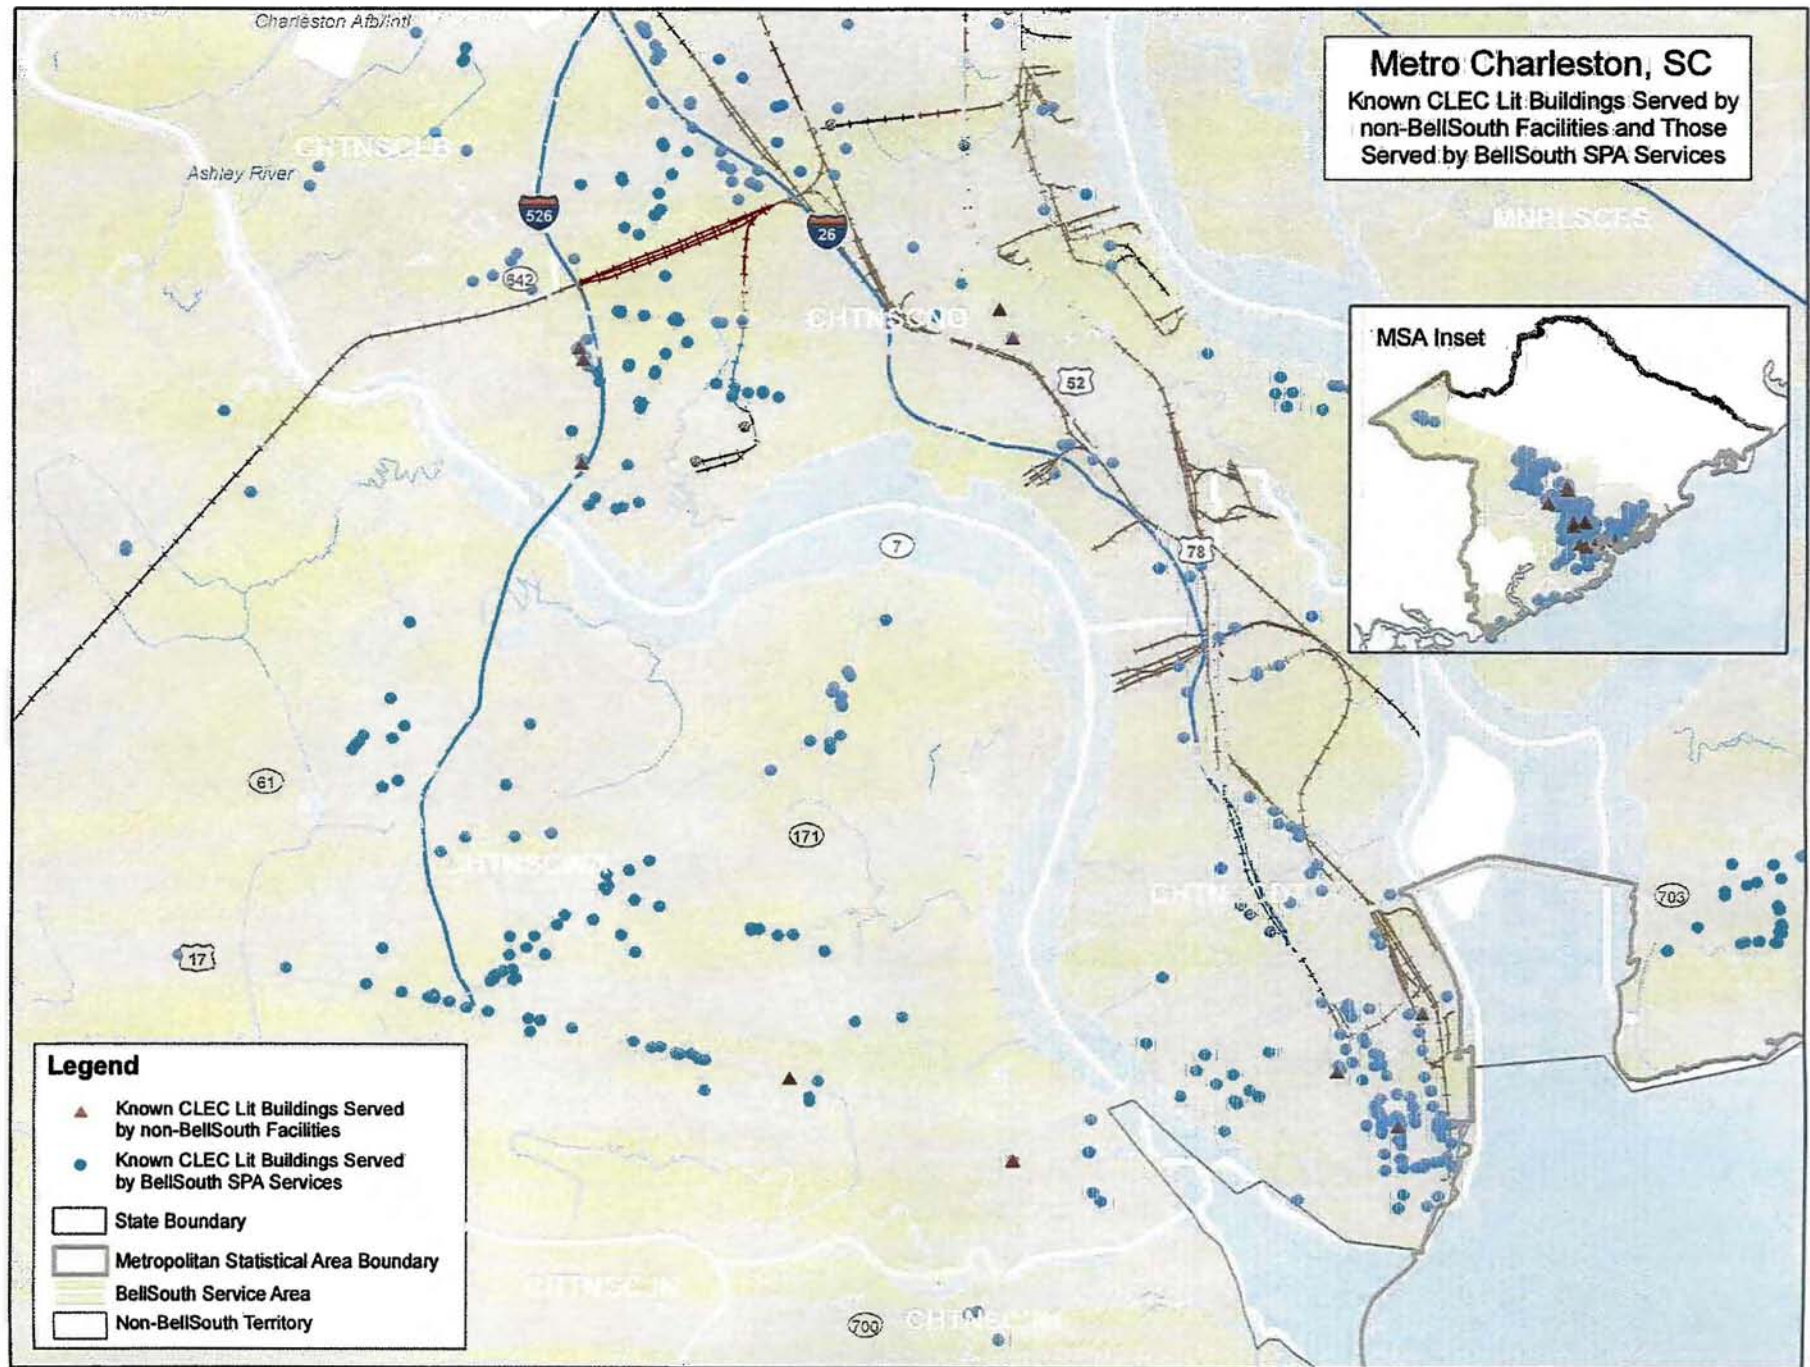 Charleston Afb/Intl
Metro Charleston, SC
Known CLEC Lit Buildings Served by
non-BellSouth Facilities and Those
Served by BellSouth SPA Services
CHTNSCLB
Ashley River
526
26
MNPLSCES
642
CHTNSCNO
MSA Inset
52
7
78
61
171
703
17
Legend
Known CLEC Lit Buildings Served
by non-BellSouth Facilities
Known CLEC Lit Buildings Served
by BellSouth SPA Services
State Boundary
Metropolitan Statistical Area Boundary
BellSouth Service Area
Non-BellSouth Territory
CHTNSCJN
700